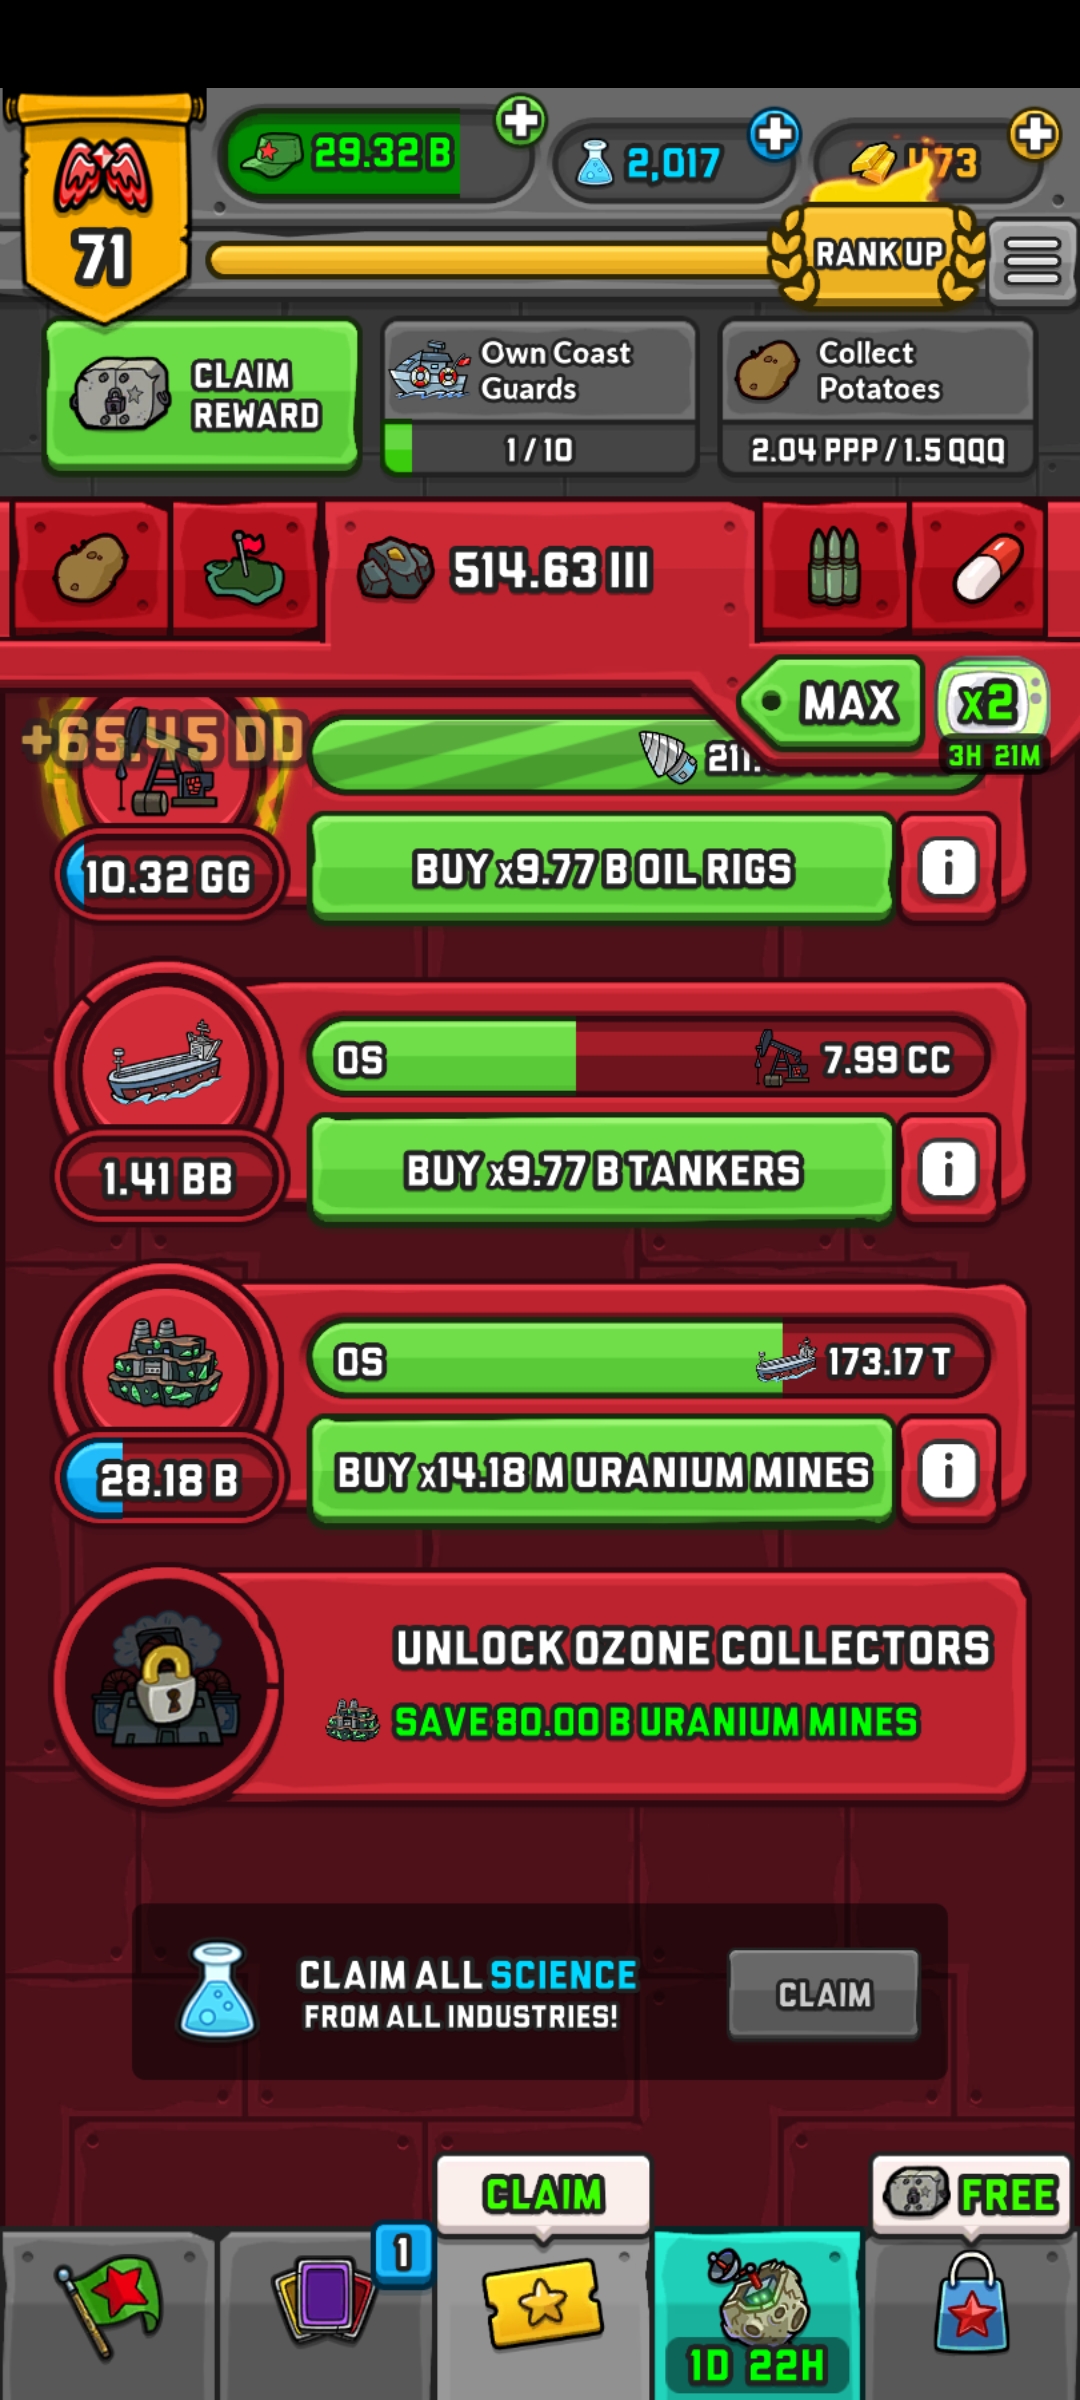 29.32 B
2,017
473
71
RANK UP
CLAIM
REWARD
Own Coast
Guards
1 / 10
Collect
Potatoes
2.04 PPP / 1.5 QQQ
514.63 III
MAX
x2
3H 21M
+65.45 DD
211.
10.32 GG
BUY x9.77 B OIL RIGS
i
0S
7.99 CC
1.41 BB
BUY x9.77 B TANKERS
i
0S
173.17 T
28.18 B
BUY x14.18 M URANIUM MINES
i
UNLOCK OZONE COLLECTORS
SAVE 80.00 B URANIUM MINES
CLAIM ALL SCIENCE
FROM ALL INDUSTRIES!
CLAIM
CLAIM
FREE
1
1D 22H